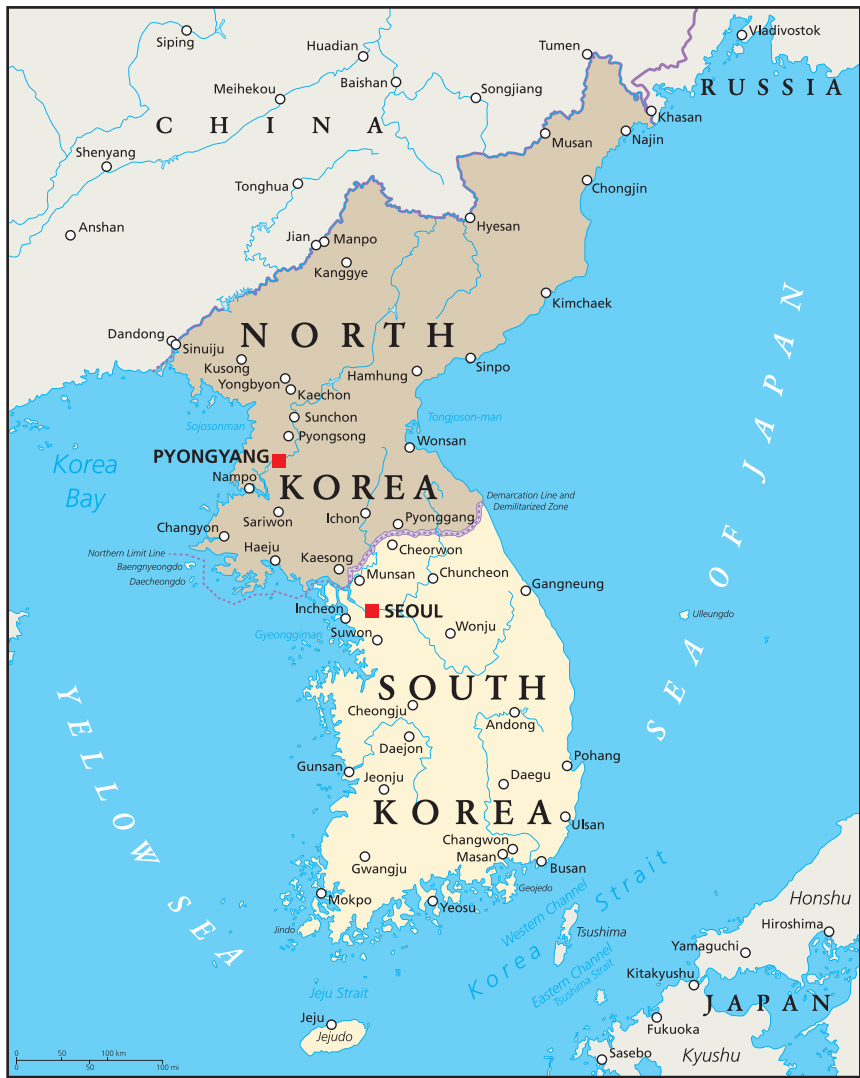 Siping
Huadian
Tumen
Vladivostok
Meihekou
Baishan
Songjiang
RUSSIA
CHINA
Khasan
Musan
Najin
Shenyang
Tonghua
Chongjin
Anshan
Hyesan
Jian
Manpo
Kanggye
Kimchaek
Dandong
Sinuiju
NORTH
Kusong
Yongbyon
Hamhung
Sinpo
Kaechon
Sojosonman
Sunchon
Tongjoson-man
Pyongsong
Wonsan
PYONGYANG
Korea
Bay
Nampo
KOREA
Demarcation Line and
Demilitarized Zone
Sariwon
Ichon
Pyonggang
Changyon
Haeju
Cheorwon
Northern Limit Line
Baengnyeongdo
Daecheongdo
Kaesong
Munsan
Chuncheon
Gangneung
Incheon
SEOUL
Ulleungdo
Gyeonggiman
Suwon
Wonju
SEA OF JAPAN
SOUTH
Cheongju
Andong
YELLOW SEA
Daejon
Pohang
Gunsan
Jeonju
Daegu
KOREA
Ulsan
Changwon
Masan
Gwangju
Busan
Geojedo
Mokpo
Yeosu
Korea Strait
Western Channel
Honshu
Jindo
Tsushima
Hiroshima
Yamaguchi
Eastern Channel
Tsushima Strait
Kitakyushu
Jeju Strait
JAPAN
Jeju
Jejudo
Fukuoka
Kyushu
Sasebo
0 50 100 km
0 50 100 mi